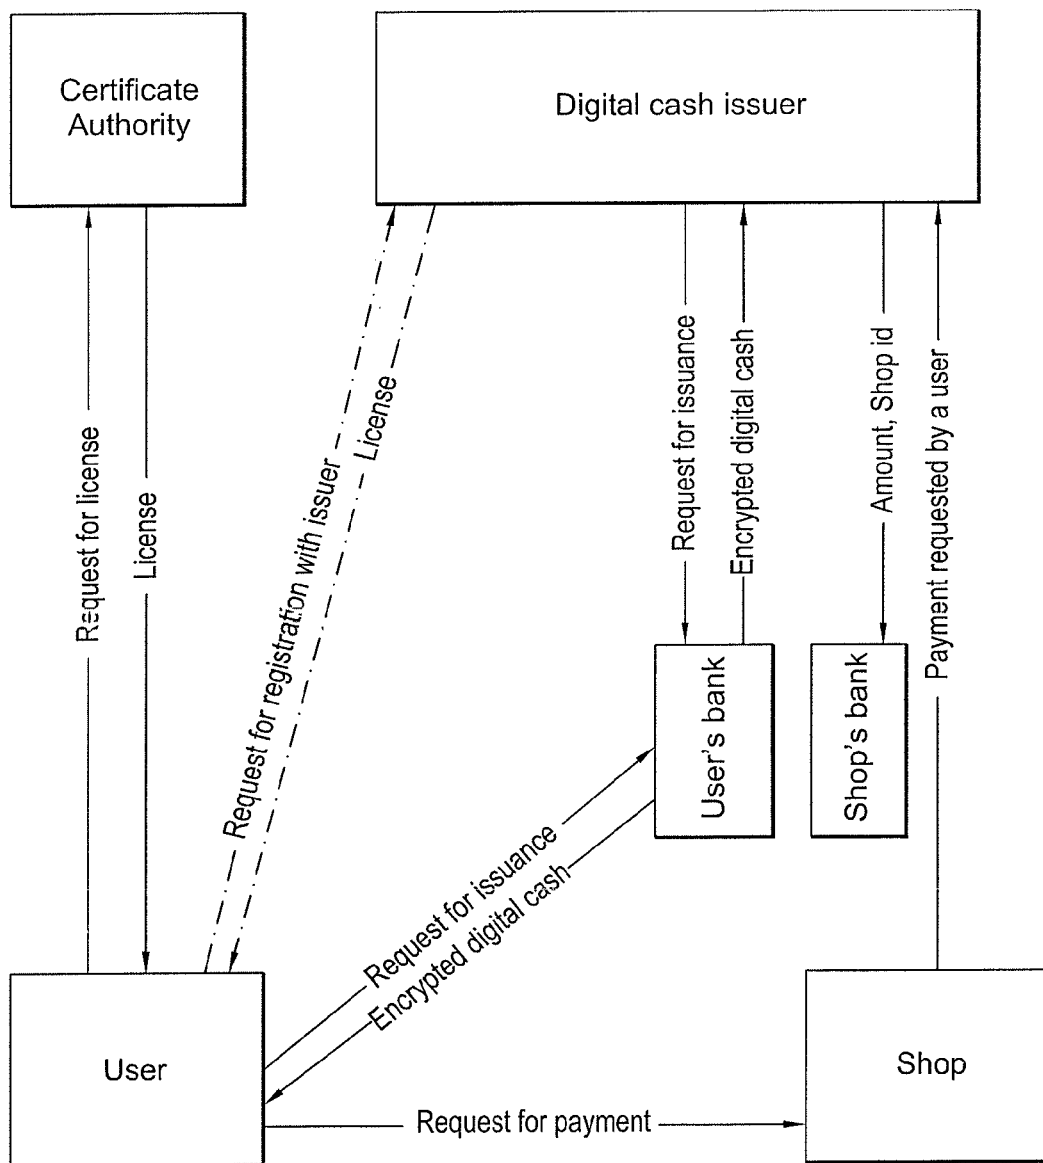 Certificate
Authority
Digital cash issuer
Request for license
License
Request for registration with issuer
License
Request for issuance
Encrypted digital cash
Amount, Shop id
Payment requested by a user
User's bank
Shop's bank
Request for issuance
Encrypted digital cash
User
Request for payment
Shop